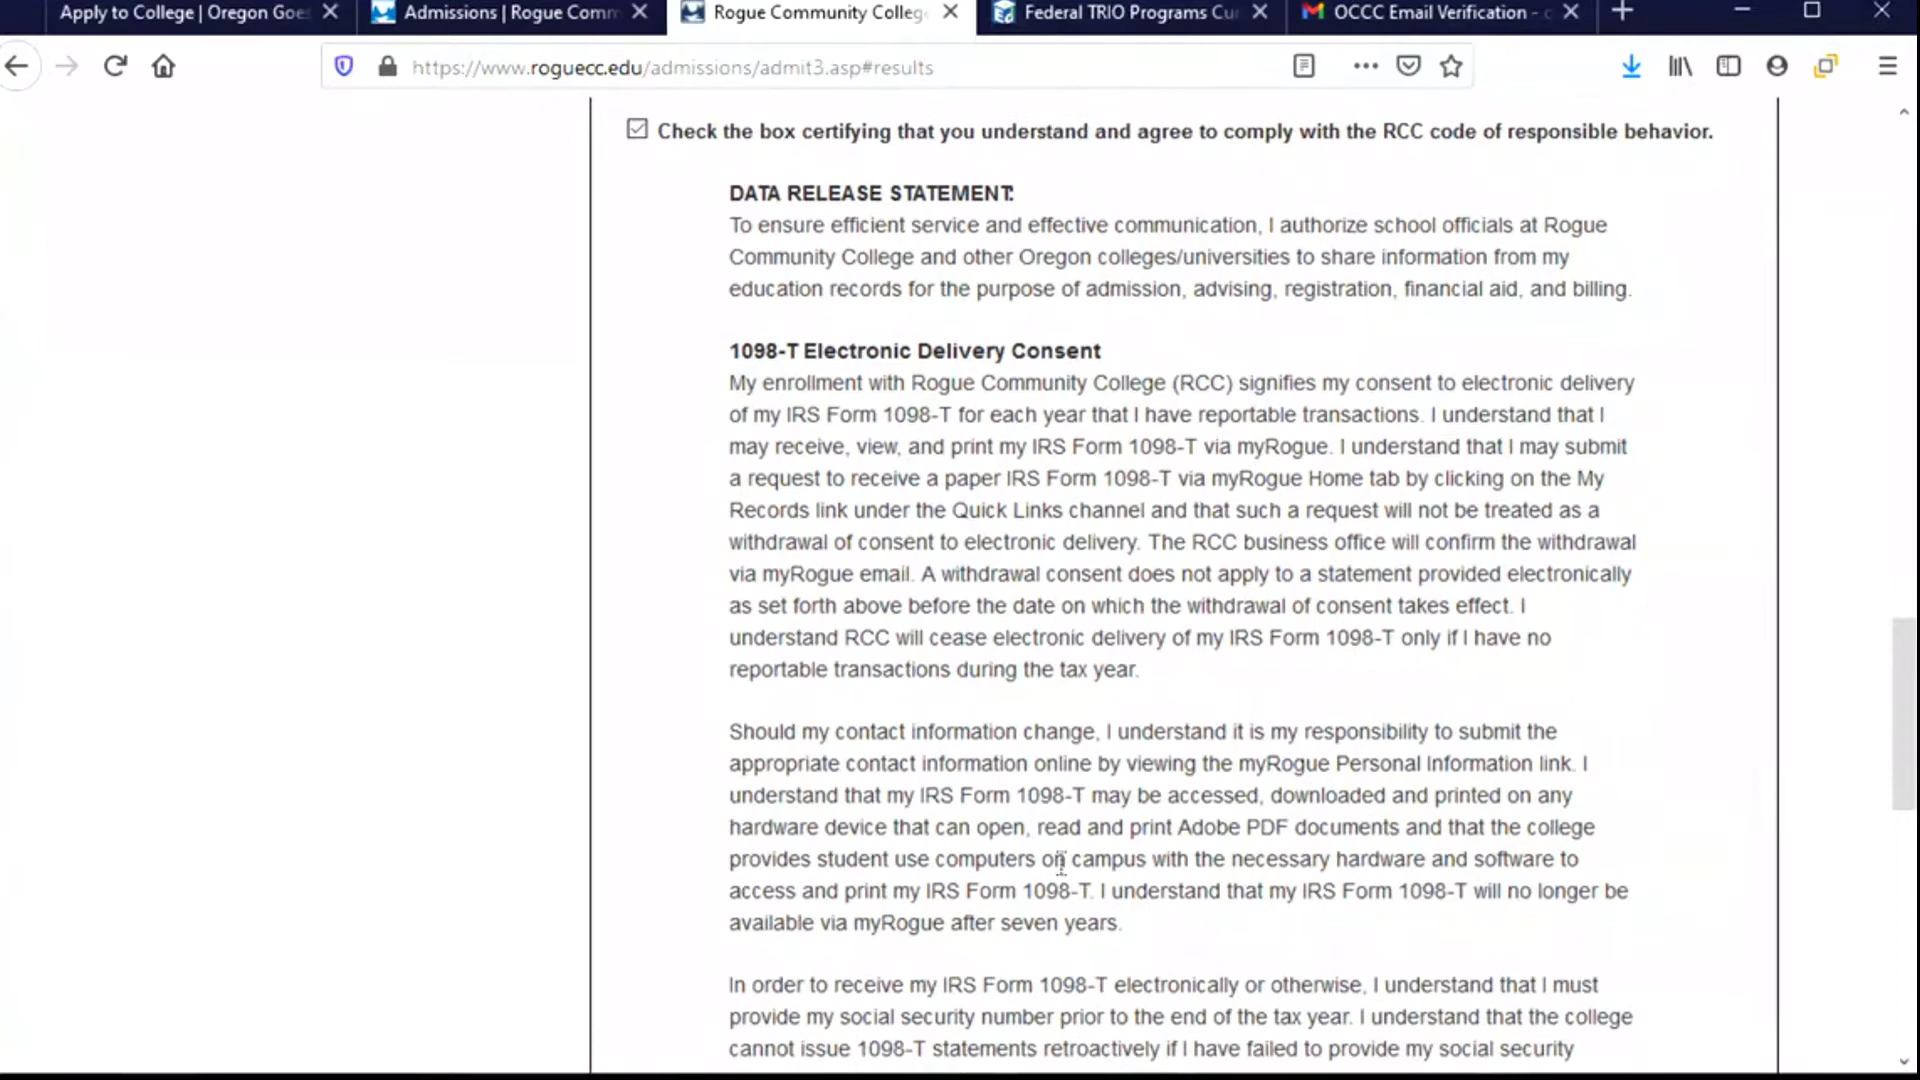 Apply to College | Oregon Goes
Admissions | Rogue Comm
Rogue Community Colleg
Federal TRIO Programs Cu
OCCC Email Verification -
https://www.roguecc.edu/admissions/admit3.asp#results
Check the box certifying that you understand and agree to comply with the RCC code of responsible behavior.
DATA RELEASE STATEMENT:
To ensure efficient service and effective communication, I authorize school officials at Rogue
Community College and other Oregon colleges/universities to share information from my
education records for the purpose of admission, advising, registration, financial aid, and billing.
1098-T Electronic Delivery Consent
My enrollment with Rogue Community College (RCC) signifies my consent to electronic delivery
of my IRS Form 1098-T for each year that I have reportable transactions. I understand that I
may receive, view, and print my IRS Form 1098-T via myRogue. I understand that I may submit
a request to receive a paper IRS Form 1098-T via myRogue Home tab by clicking on the My
Records link under the Quick Links channel and that such a request will not be treated as a
withdrawal of consent to electronic delivery. The RCC business office will confirm the withdrawal
via myRogue email. A withdrawal consent does not apply to a statement provided electronically
as set forth above before the date on which the withdrawal of consent takes effect. I
understand RCC will cease electronic delivery of my IRS Form 1098-T only if I have no
reportable transactions during the tax year.
Should my contact information change, I understand it is my responsibility to submit the
appropriate contact information online by viewing the myRogue Personal Information link. I
understand that my IRS Form 1098-T may be accessed, downloaded and printed on any
hardware device that can open, read and print Adobe PDF documents and that the college
provides student use computers on campus with the necessary hardware and software to
access and print my IRS Form 1098-T. I understand that my IRS Form 1098-T will no longer be
available via myRogue after seven years.
In order to receive my IRS Form 1098-T electronically or otherwise, I understand that I must
provide my social security number prior to the end of the tax year. I understand that the college
cannot issue 1098-T statements retroactively if I have failed to provide my social security